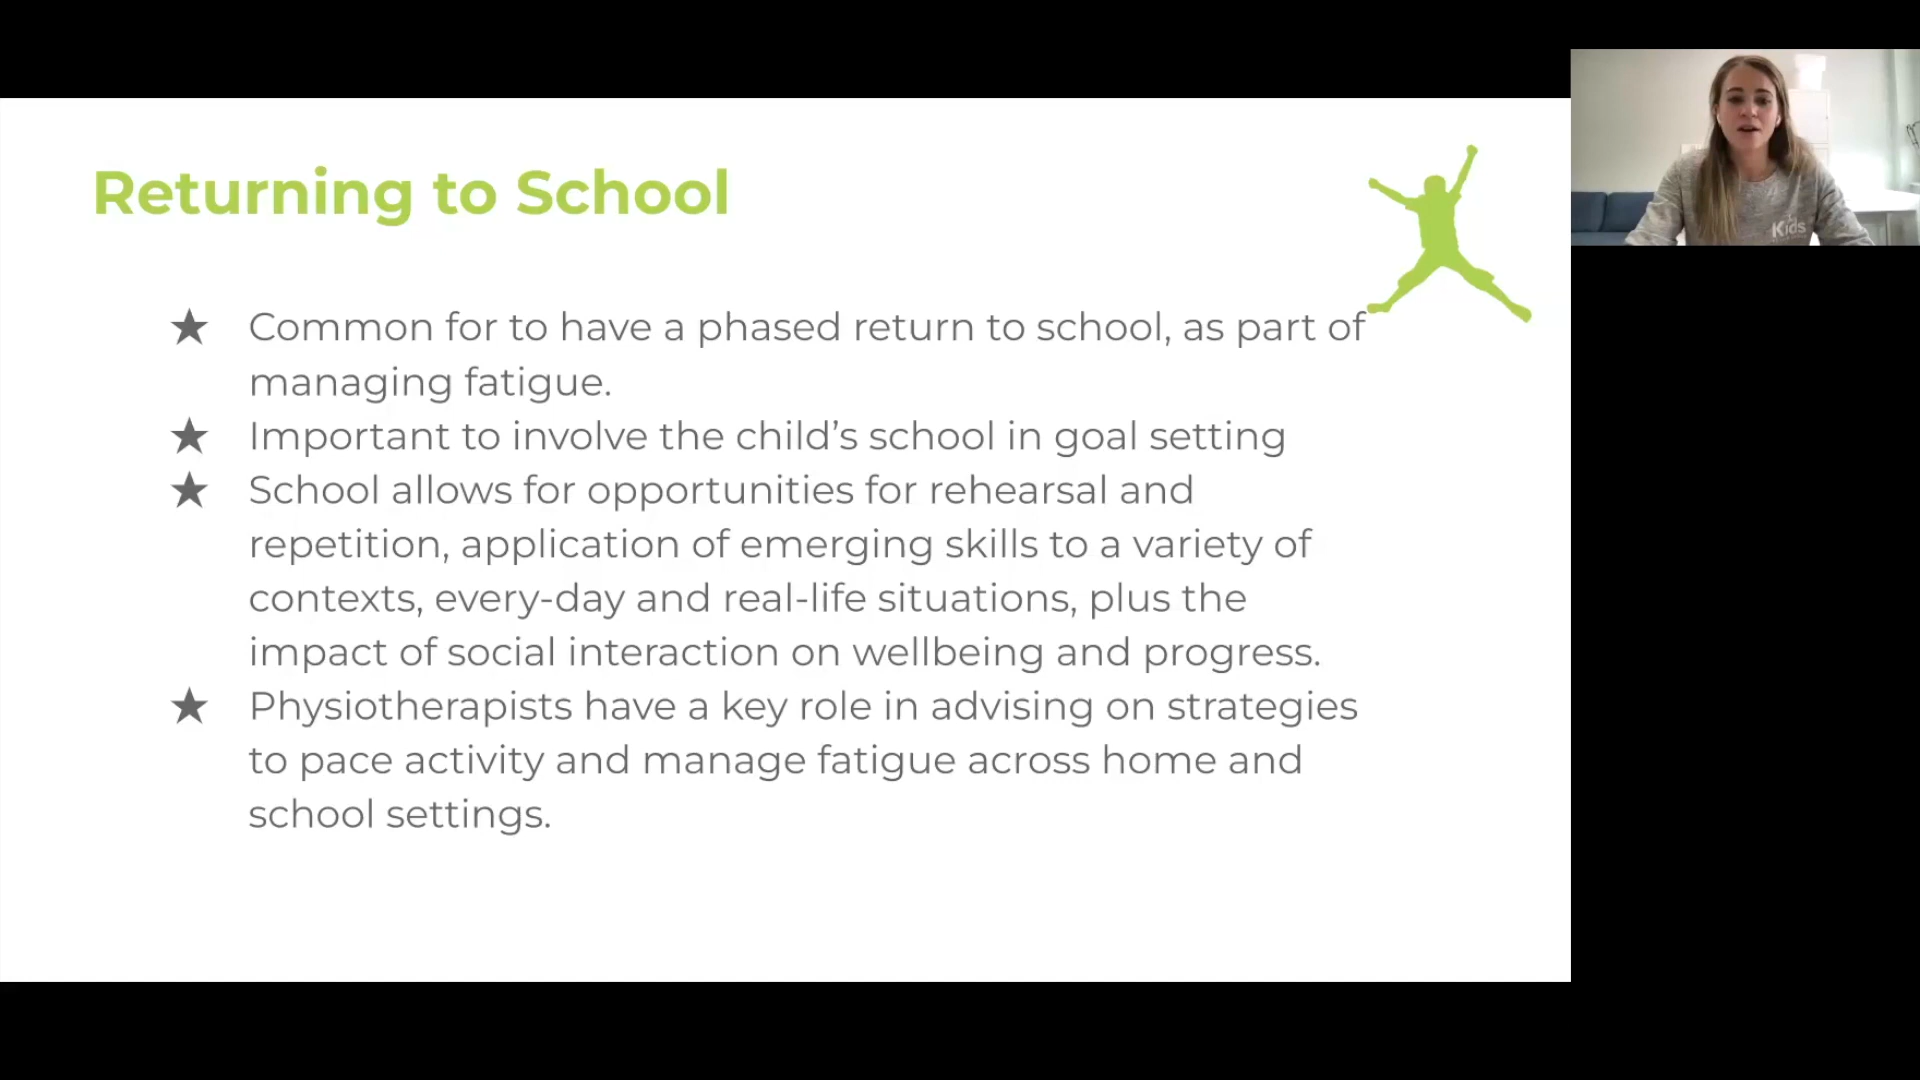 Returning to School
★ Common for to have a phased return to school, as part of
managing fatigue.
★ Important to involve the child’s school in goal setting
★ School allows for opportunities for rehearsal and
repetition, application of emerging skills to a variety of
contexts, every-day and real-life situations, plus the
impact of social interaction on wellbeing and progress.
★ Physiotherapists have a key role in advising on strategies
to pace activity and manage fatigue across home and
school settings.
Kids